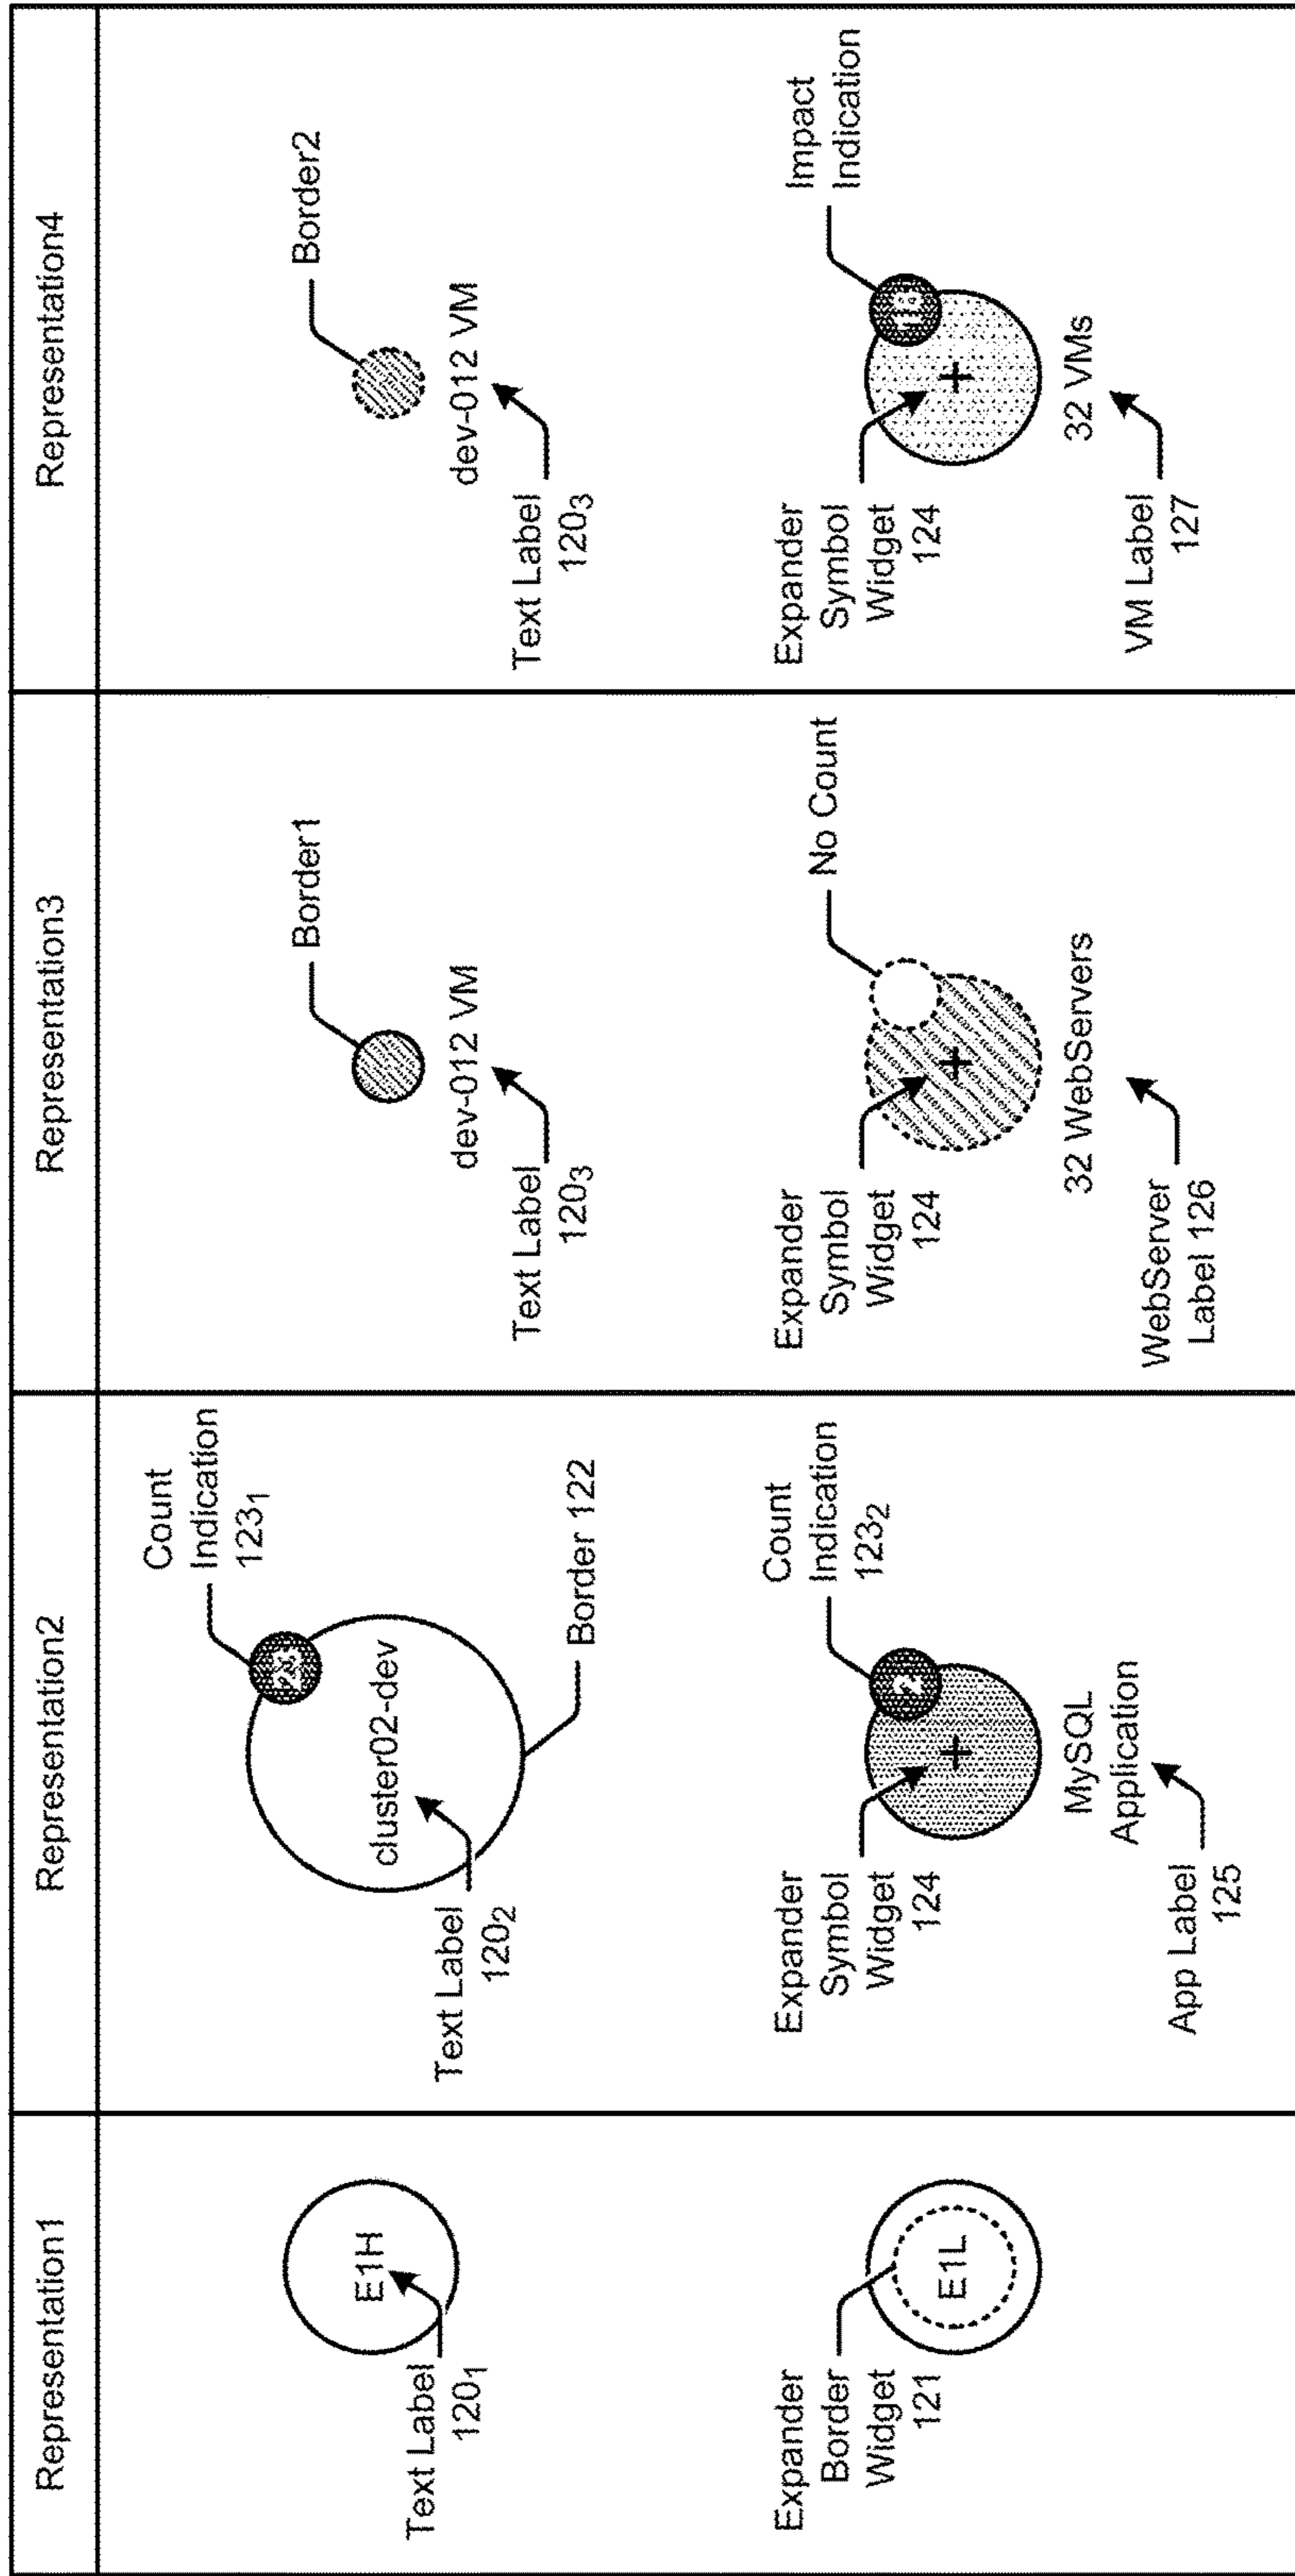 Representation1
Representation2
Representation3
Representation4
Text Label
120₁
E1H
Count
Indication
123₁
cluster02-dev
Text Label
120₂
Border 122
Border1
dev-012 VM
Text Label
120₃
Border2
dev-012 VM
Text Label
120₃
Expander
Border
Widget
121
E1L
Expander
Symbol
Widget
124
+
2
Count
Indication
123₂
MySQL
Application
App Label
125
Expander
Symbol
Widget
124
+
No Count
32 WebServers
WebServer
Label 126
Expander
Symbol
Widget
124
+
Impact
Indication
32 VMs
VM Label
127